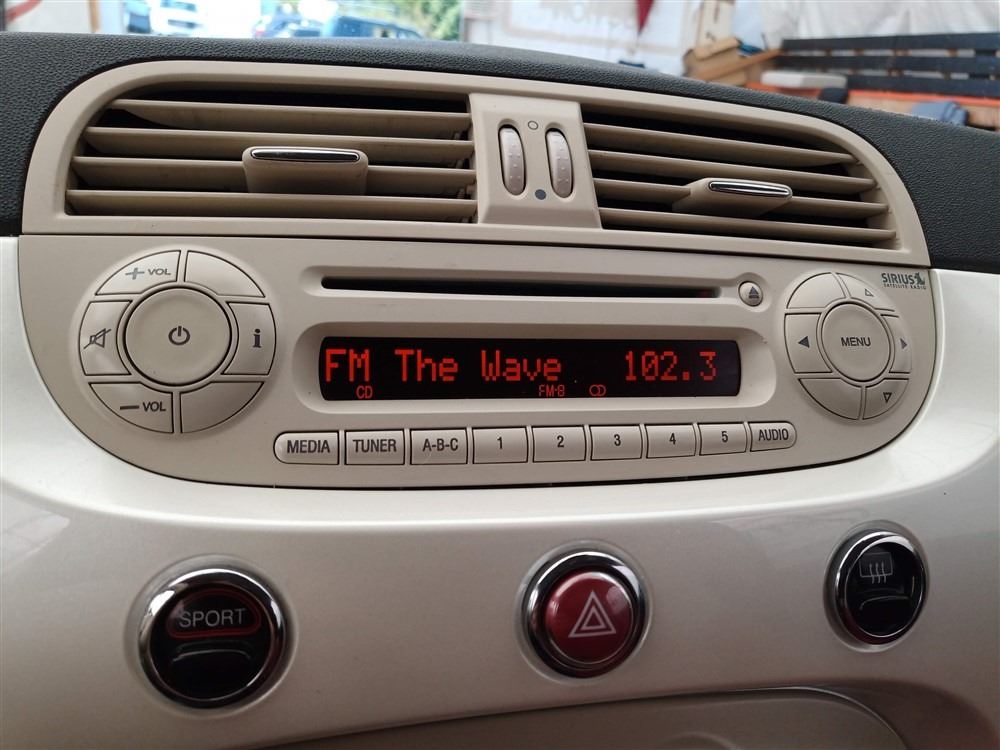 SIRIUS
SATELLITE RADIO
+ VOL
i
MENU
FM The Wave 102.3
CD FM-B
− VOL
MEDIA TUNER A-B-C 1 2 3 4 5 AUDIO
SPORT